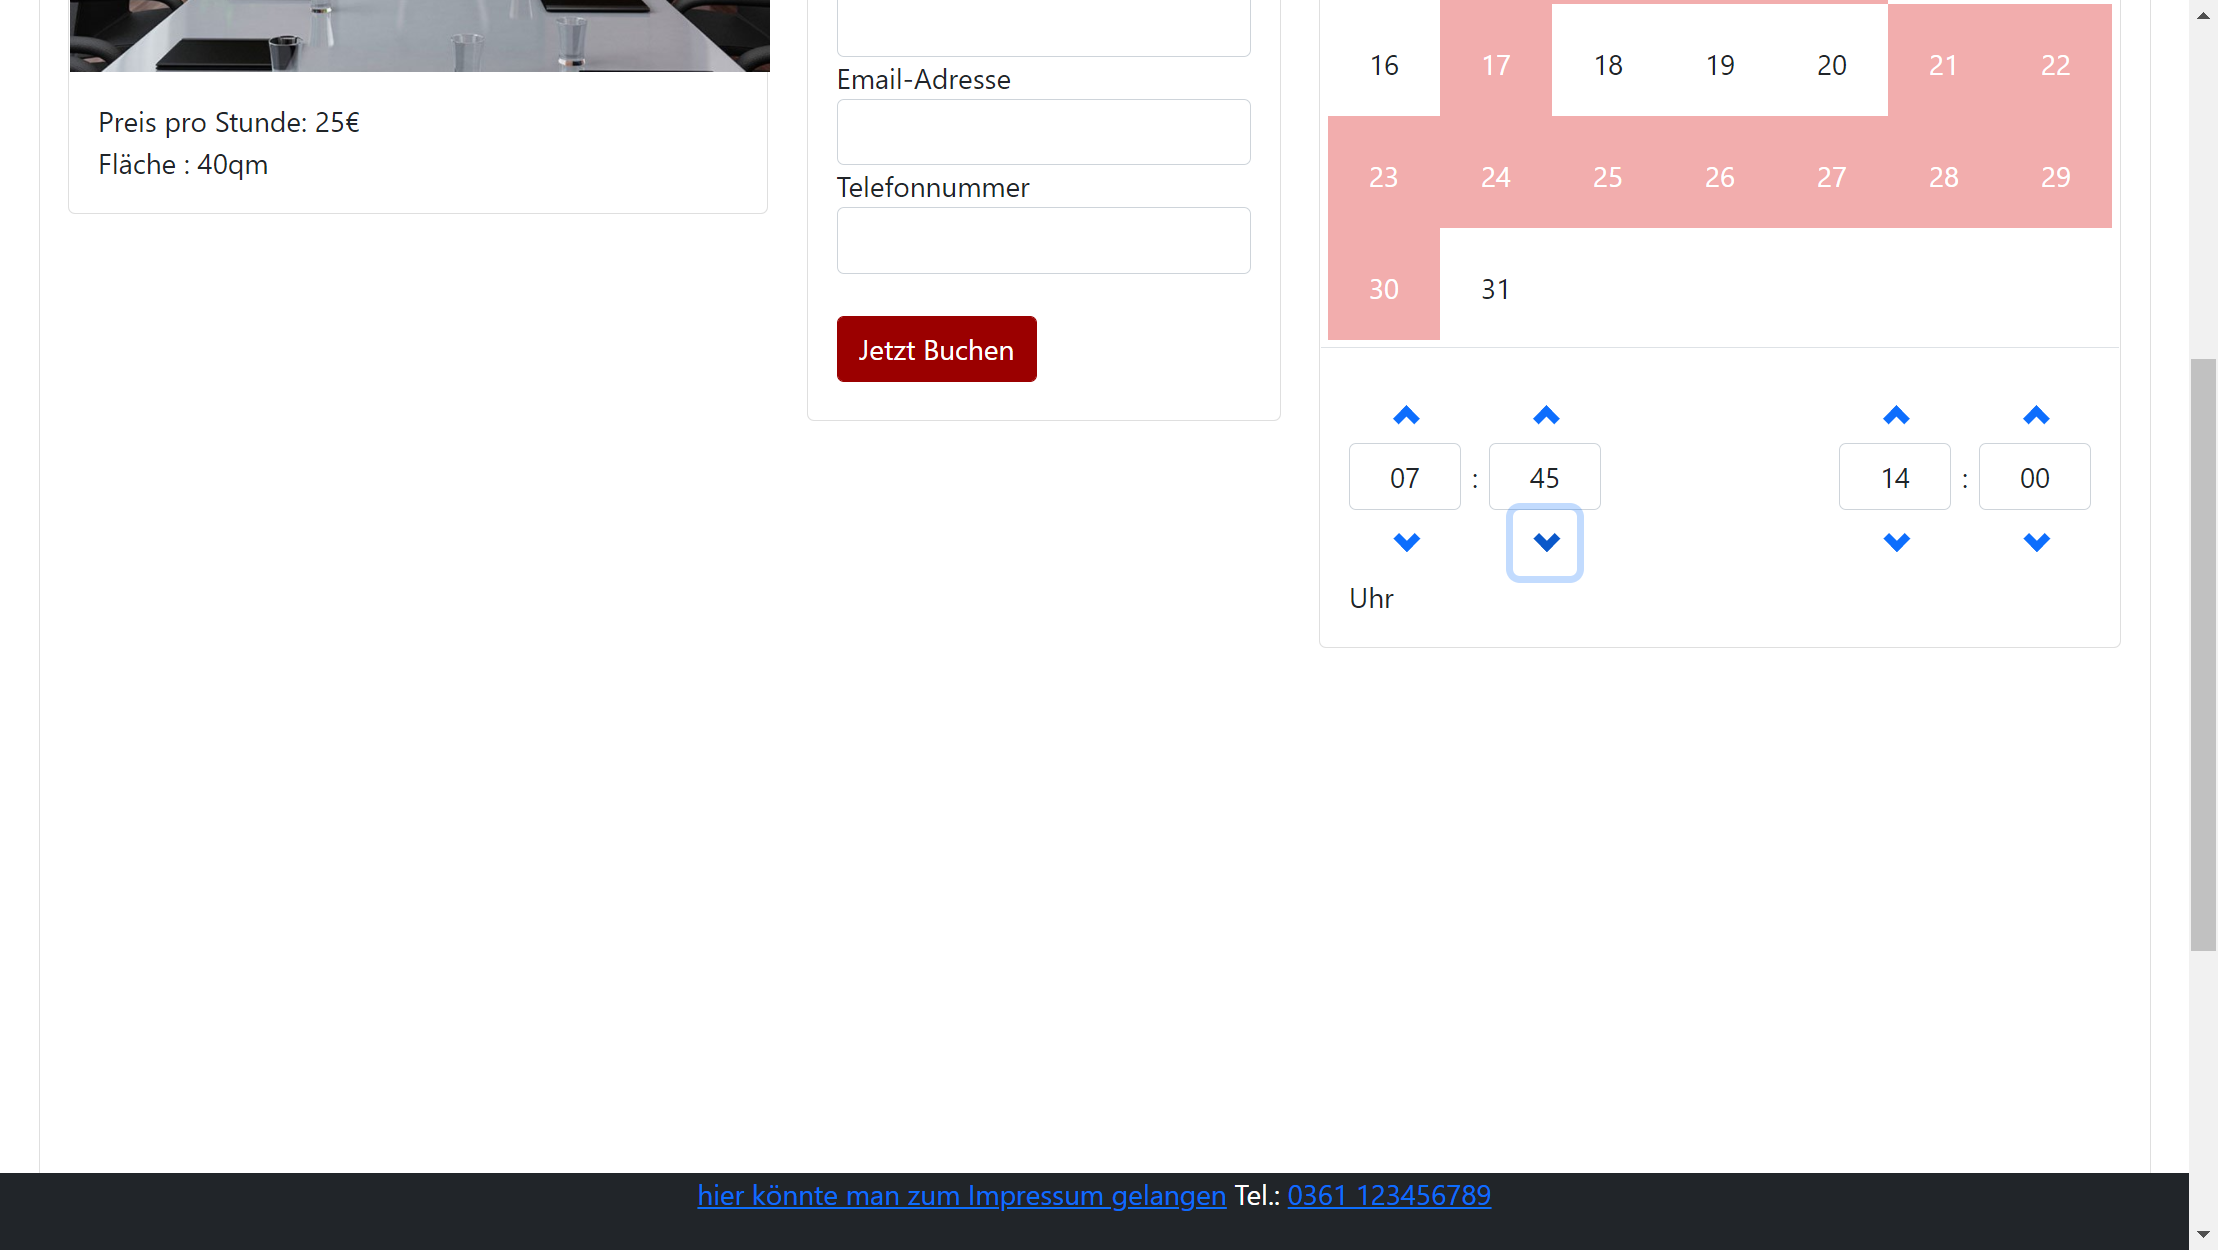 Preis pro Stunde: 25€
Fläche : 40qm
Email-Adresse
Telefonnummer
Jetzt Buchen
16 17 18 19 20 21 22
23 24 25 26 27 28 29
30 31
07 : 45 14 : 00
Uhr
hier könnte man zum Impressum gelangen Tel.: 0361 123456789